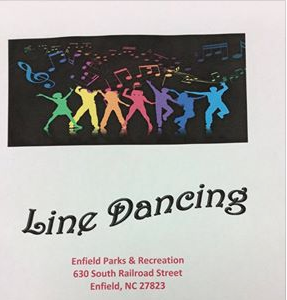 Line Dancing
Enfield Parks & Recreation
630 South Railroad Street
Enfield, NC 27823